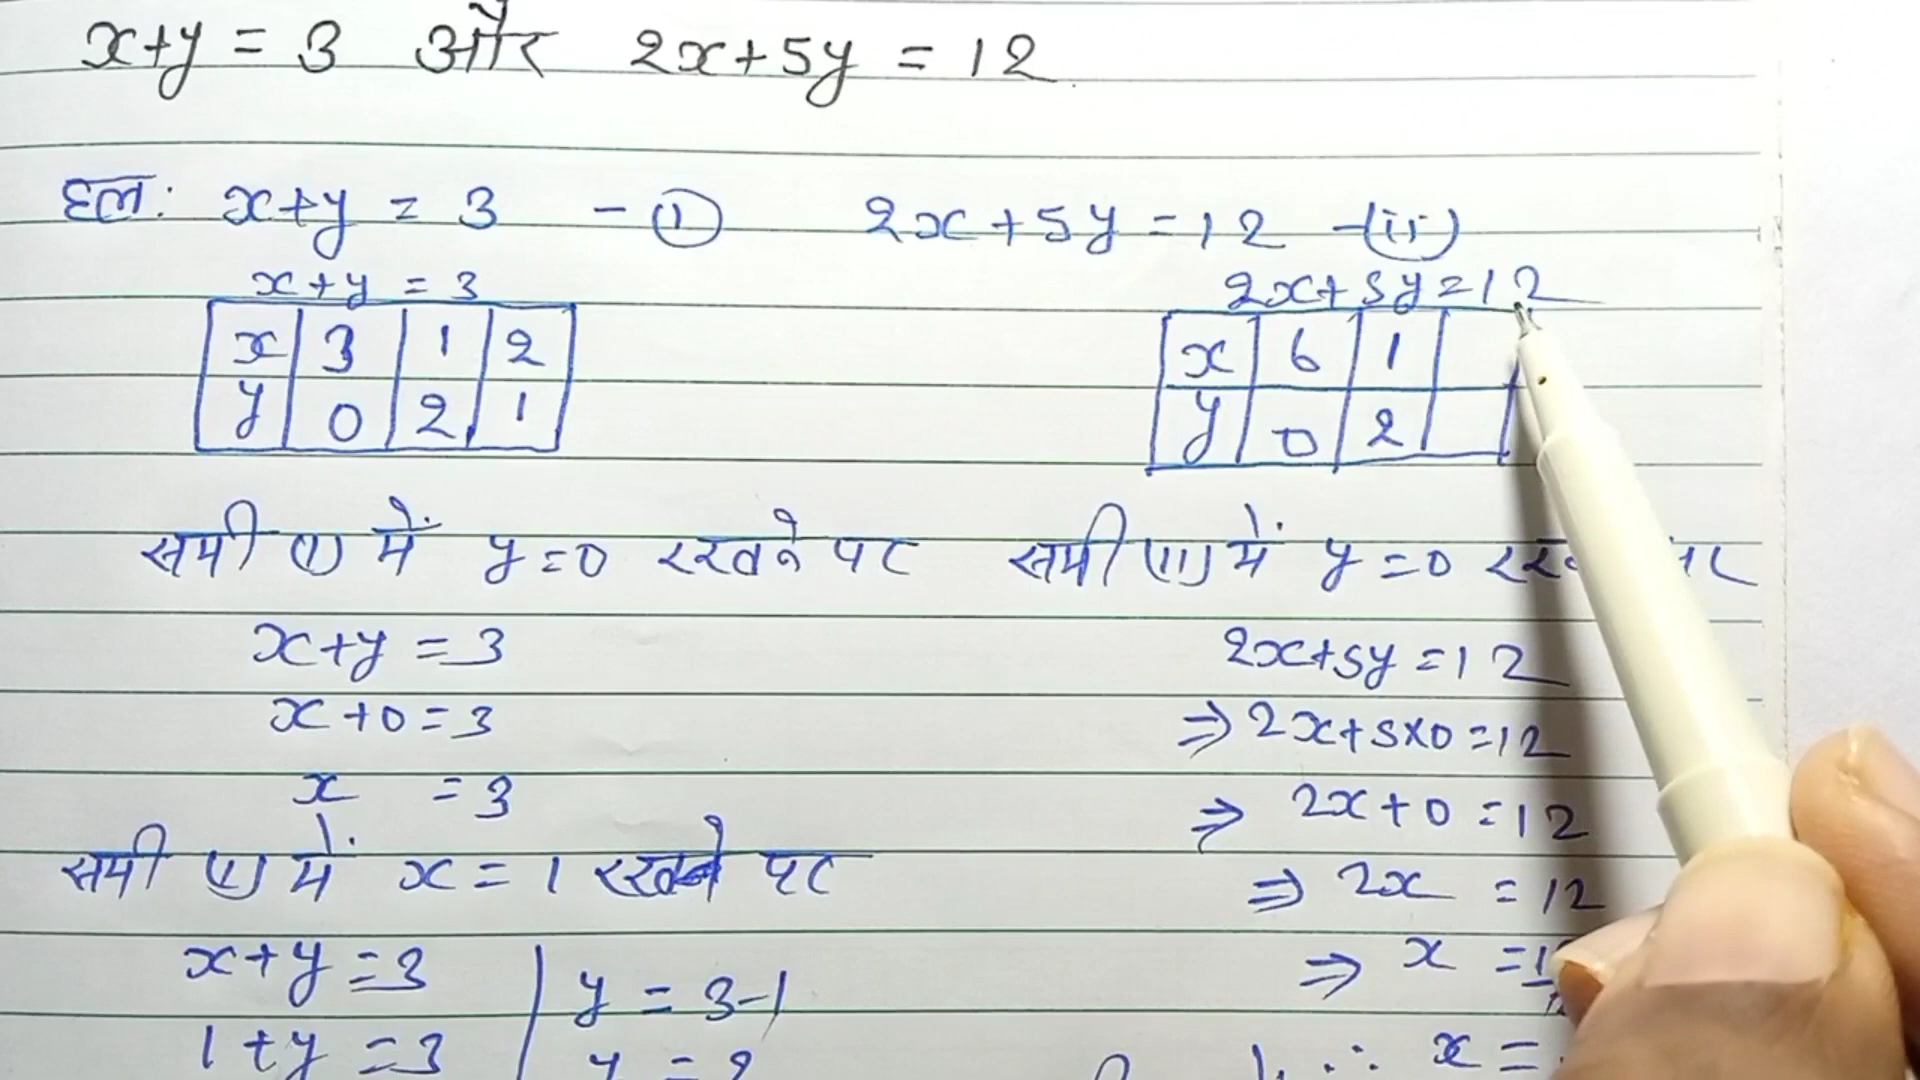 x+y = 3 और 2x+5y = 12
हल: x+y = 3 - ① 2x+5y=12 -(ii)
x+y = 3 2x+5y=12
x 3 1 2 x 6 1
y 0 2 1 y 0 2
समी (i) में y=0 रखने पर समी (ii) में y=0
x+y = 3 2x+5y=12
x+0=3 ⇒ 2x+5×0=12
x = 3 ⇒ 2x+0 =12
समी (i) में x = 1 रखने पर ⇒ 2x = 12
x+y =3 y = 3-1 ⇒ x =
1+y =3 y = 2 ∴ x =